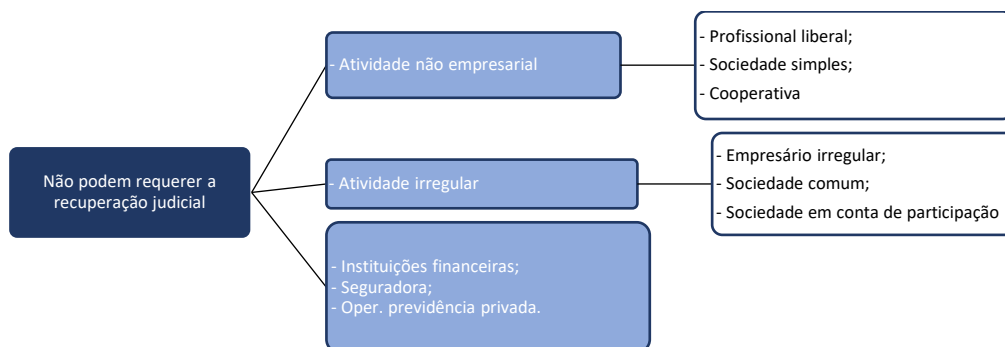 Não podem requerer a
recuperação judicial
- Atividade não empresarial
- Profissional liberal;
- Sociedade simples;
- Cooperativa
- Atividade irregular
- Empresário irregular;
- Sociedade comum;
- Sociedade em conta de participação
- Instituições financeiras;
- Seguradora;
- Oper. previdência privada.